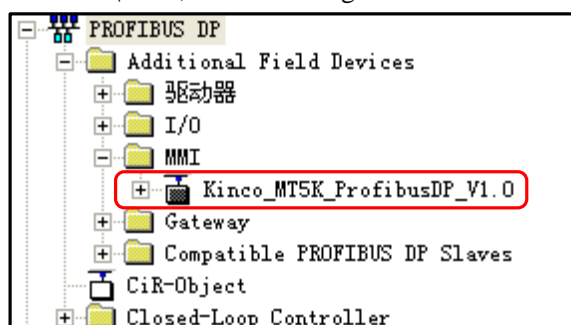 PROFIBUS DP
Additional Field Devices
驱动器
I/O
MMI
Kinco_MT5K_ProfibusDP_V1.0
Gateway
Compatible PROFIBUS DP Slaves
CiR-Object
Closed-Loop Controller